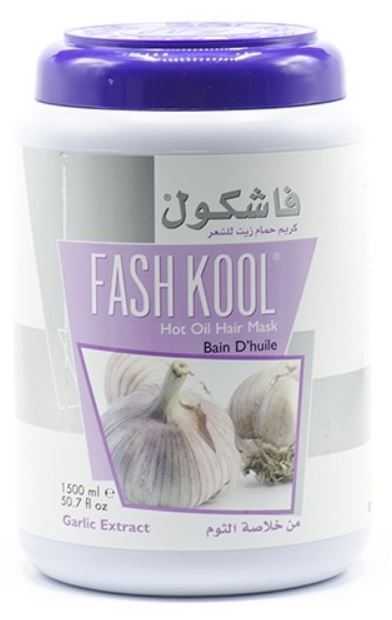 فاشكول
كريم حمام زيت للشعر
FASH KOOL®
Hot Oil Hair Mask
Bain D'huile
1500 ml ℮
50.7 fl oz
Garlic Extract
من خلاصة الثوم